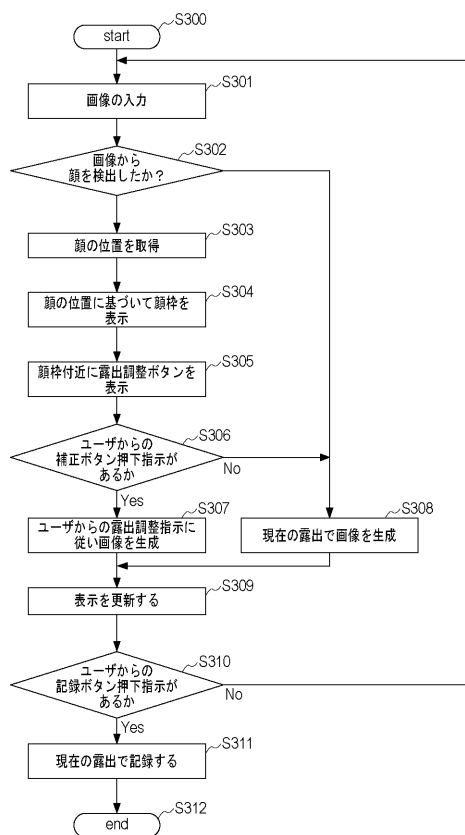 start
S300
画像の入力
S301
画像から
顔を検出したか？
S302
顔の位置を取得
S303
顔の位置に基づいて顔枠を
表示
S304
顔枠付近に露出調整ボタンを
表示
S305
ユーザからの
補正ボタン押下指示が
あるか
S306
No
Yes
ユーザからの露出調整指示に
従い画像を生成
S307
現在の露出で画像を生成
S308
表示を更新する
S309
ユーザからの
記録ボタン押下指示が
あるか
S310
No
Yes
現在の露出で記録する
S311
end
S312